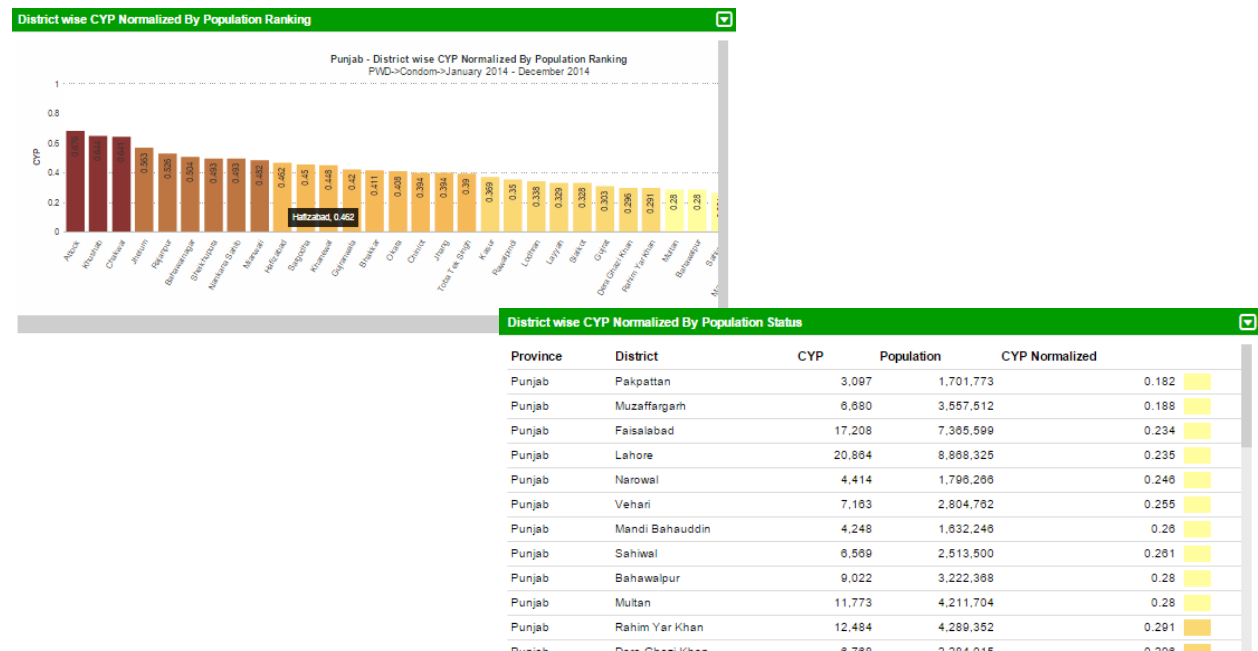 District wise CYP Normalized By Population Ranking
Punjab - District wise CYP Normalized By Population Ranking
PWD->Condom->January 2014 - December 2014
1
0.8
0.6
0.4
0.2
0
CYP
0.676 0.644 0.641 0.563 0.526 0.504 0.493 0.493 0.482 0.462 0.45 0.448 0.42 0.411 0.408 0.394 0.394 0.39 0.369 0.35 0.338 0.329 0.328 0.303 0.296 0.291 0.28 0.28
Hafizabad, 0.462
Attock Khushab Chakwal Jhelum Rajanpur Bahawalnagar Sheikhupura Nankana Sahib Mianwali Hafizabad Sargodha Khanewal Gujranwala Bhakkar Okara Chiniot Jhang Toba Tek Singh Kasur Rawalpindi Lodhran Layyah Sialkot Gujrat Dera Ghazi Khan Rahim Yar Khan Multan Bahawalpur
District wise CYP Normalized By Population Status
Province District CYP Population CYP Normalized
Punjab Pakpattan 3,097 1,701,773 0.182
Punjab Muzaffargarh 6,680 3,557,512 0.188
Punjab Faisalabad 17,208 7,365,599 0.234
Punjab Lahore 20,864 8,868,325 0.235
Punjab Narowal 4,414 1,796,266 0.246
Punjab Vehari 7,163 2,804,762 0.255
Punjab Mandi Bahauddin 4,248 1,632,246 0.26
Punjab Sahiwal 6,569 2,513,500 0.261
Punjab Bahawalpur 9,022 3,222,368 0.28
Punjab Multan 11,773 4,211,704 0.28
Punjab Rahim Yar Khan 12,484 4,289,352 0.291
Punjab Dera Ghazi Khan